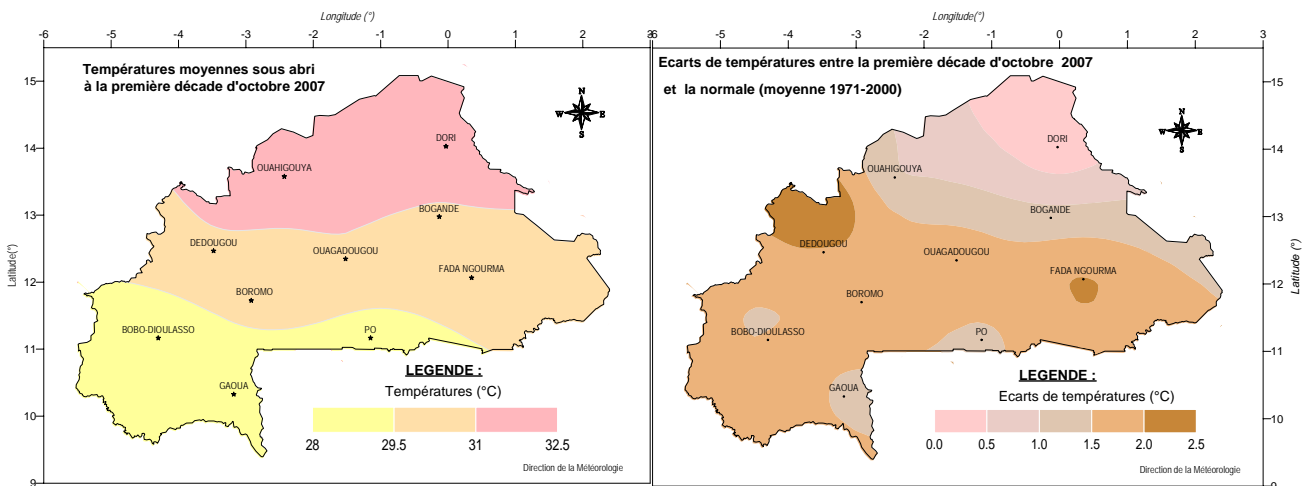 Longitude (°)
-5.5 -5 -4 -3 -2 -1 0 1 2
Températures moyennes sous abri
à la première décade d'octobre 2007
15
14
13
12
11
10
9
Latitude(°)
N
W E
S
DORI
OUAHIGOUYA
BOGANDE
DEDOUGOU
OUAGADOUGOU
FADA NGOURMA
BOROMO
BOBO-DIOULASSO
PO
GAOUA
LEGENDE :
Températures (°C)
28 29.5 31 32.5
Direction de la Météorologie
Longitude(°)
-6 -5 -4 -3 -2 -1 0 1 2 3
Ecarts de températures entre la première décade d'octobre 2007
et la normale (moyenne 1971-2000)
N
W E
S
DORI
OUAHIGOUYA
BOGANDE
DEDOUGOU
OUAGADOUGOU
FADA NGOURMA
BOROMO
BOBO-DIOULASSO
PO
GAOUA
LEGENDE :
Ecarts de températures (°C)
0.0 0.5 1.0 1.5 2.0 2.5
Direction de la Météorologie
15
14
13
12
11
10
9
Latitude (°)